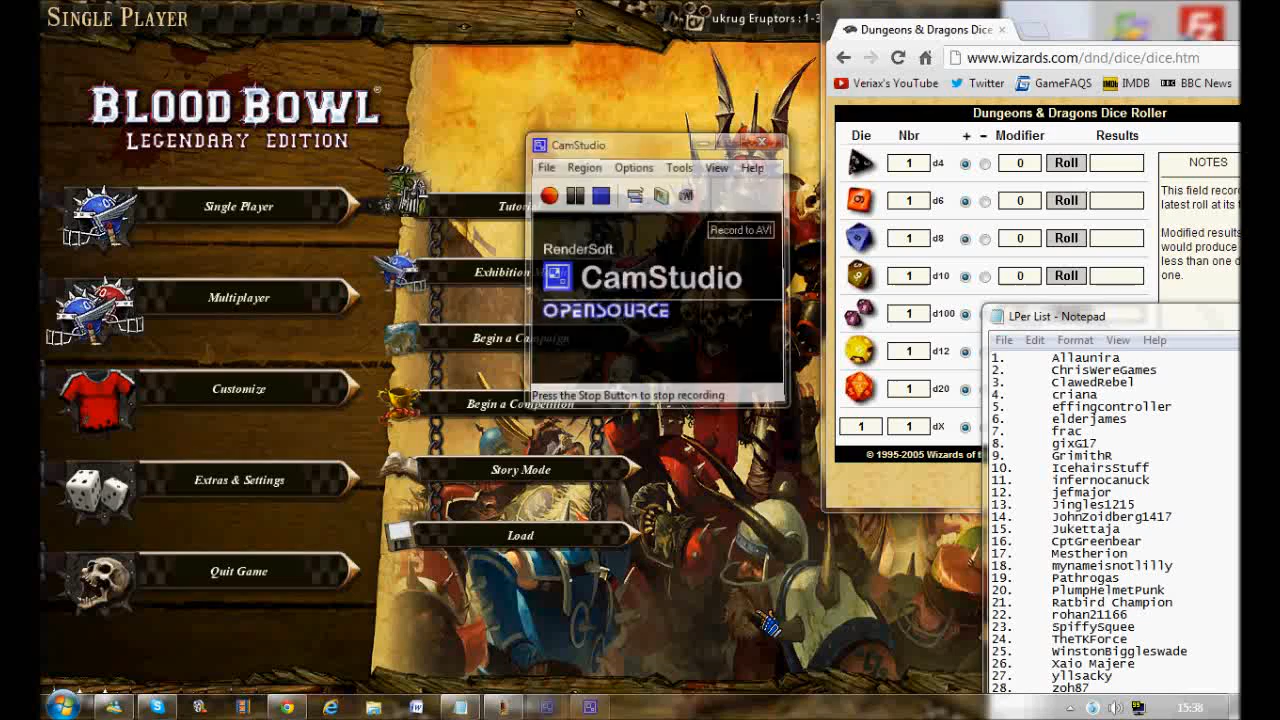 Single Player
ukrug Eruptors : 1-3
BLOOD BOWL®
LEGENDARY EDITION
Single Player
Multiplayer
Customize
Extras & Settings
Quit Game
Tutori
Exhibition M
Begin a Campaign
Begin a Competition
Story Mode
Load
CamStudio
File Region Options Tools View Help
Record to AVI
RenderSoft
CamStudio
OPENSOURCE
Press the Stop Button to stop recording
Dungeons & Dragons Dice
www.wizards.com/dnd/dice/dice.htm
Veriax's YouTube Twitter GameFAQS IMDB BBC News
Dungeons & Dragons Dice Roller
Die Nbr + - Modifier Results
1 d4 0 Roll
1 d6 0 Roll
1 d8 0 Roll
1 d10 0 Roll
1 d100
1 d12
1 d20
1 1 dX
© 1995-2005 Wizards of t
NOTES
This field recor
latest roll at its t
Modified results
would produce
less than one d
one.
LPer List - Notepad
File Edit Format View Help
1. Allaunira
2. ChrisWereGames
3. ClawedRebel
4. criana
5. effingcontroller
6. elderjames
7. frac
8. gixG17
9. GrimithR
10. IcehairsStuff
11. infernocanuck
12. jefmajor
13. Jingles1215
14. JohnZoidberg1417
15. Jukettaja
16. CptGreenbear
17. Mestherion
18. mynameisnotlilly
19. Pathrogas
20. PlumpHelmetPunk
21. Ratbird Champion
22. rohan21166
23. SpiffySquee
24. TheTKForce
25. WinstonBiggleswade
26. Xaio Majere
27. yllsacky
28. zoh87
15:38